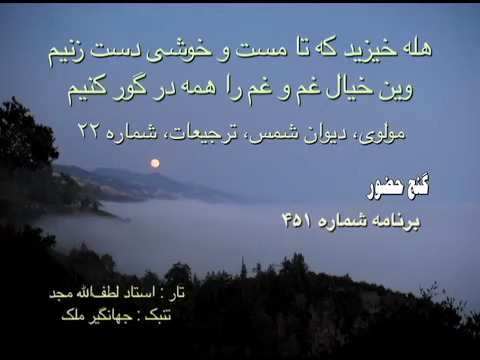 هله خیزید که تا مست و خوشی دست زنیم
وین خیال غم و غم را همه در گور کنیم
مولوی، دیوان شمس، ترجیعات، شماره ۲۲
گنج حضور
برنامه شماره ۴۵۱
تار : استاد لطف‌الله مجد
تنبک : جهانگیر ملک